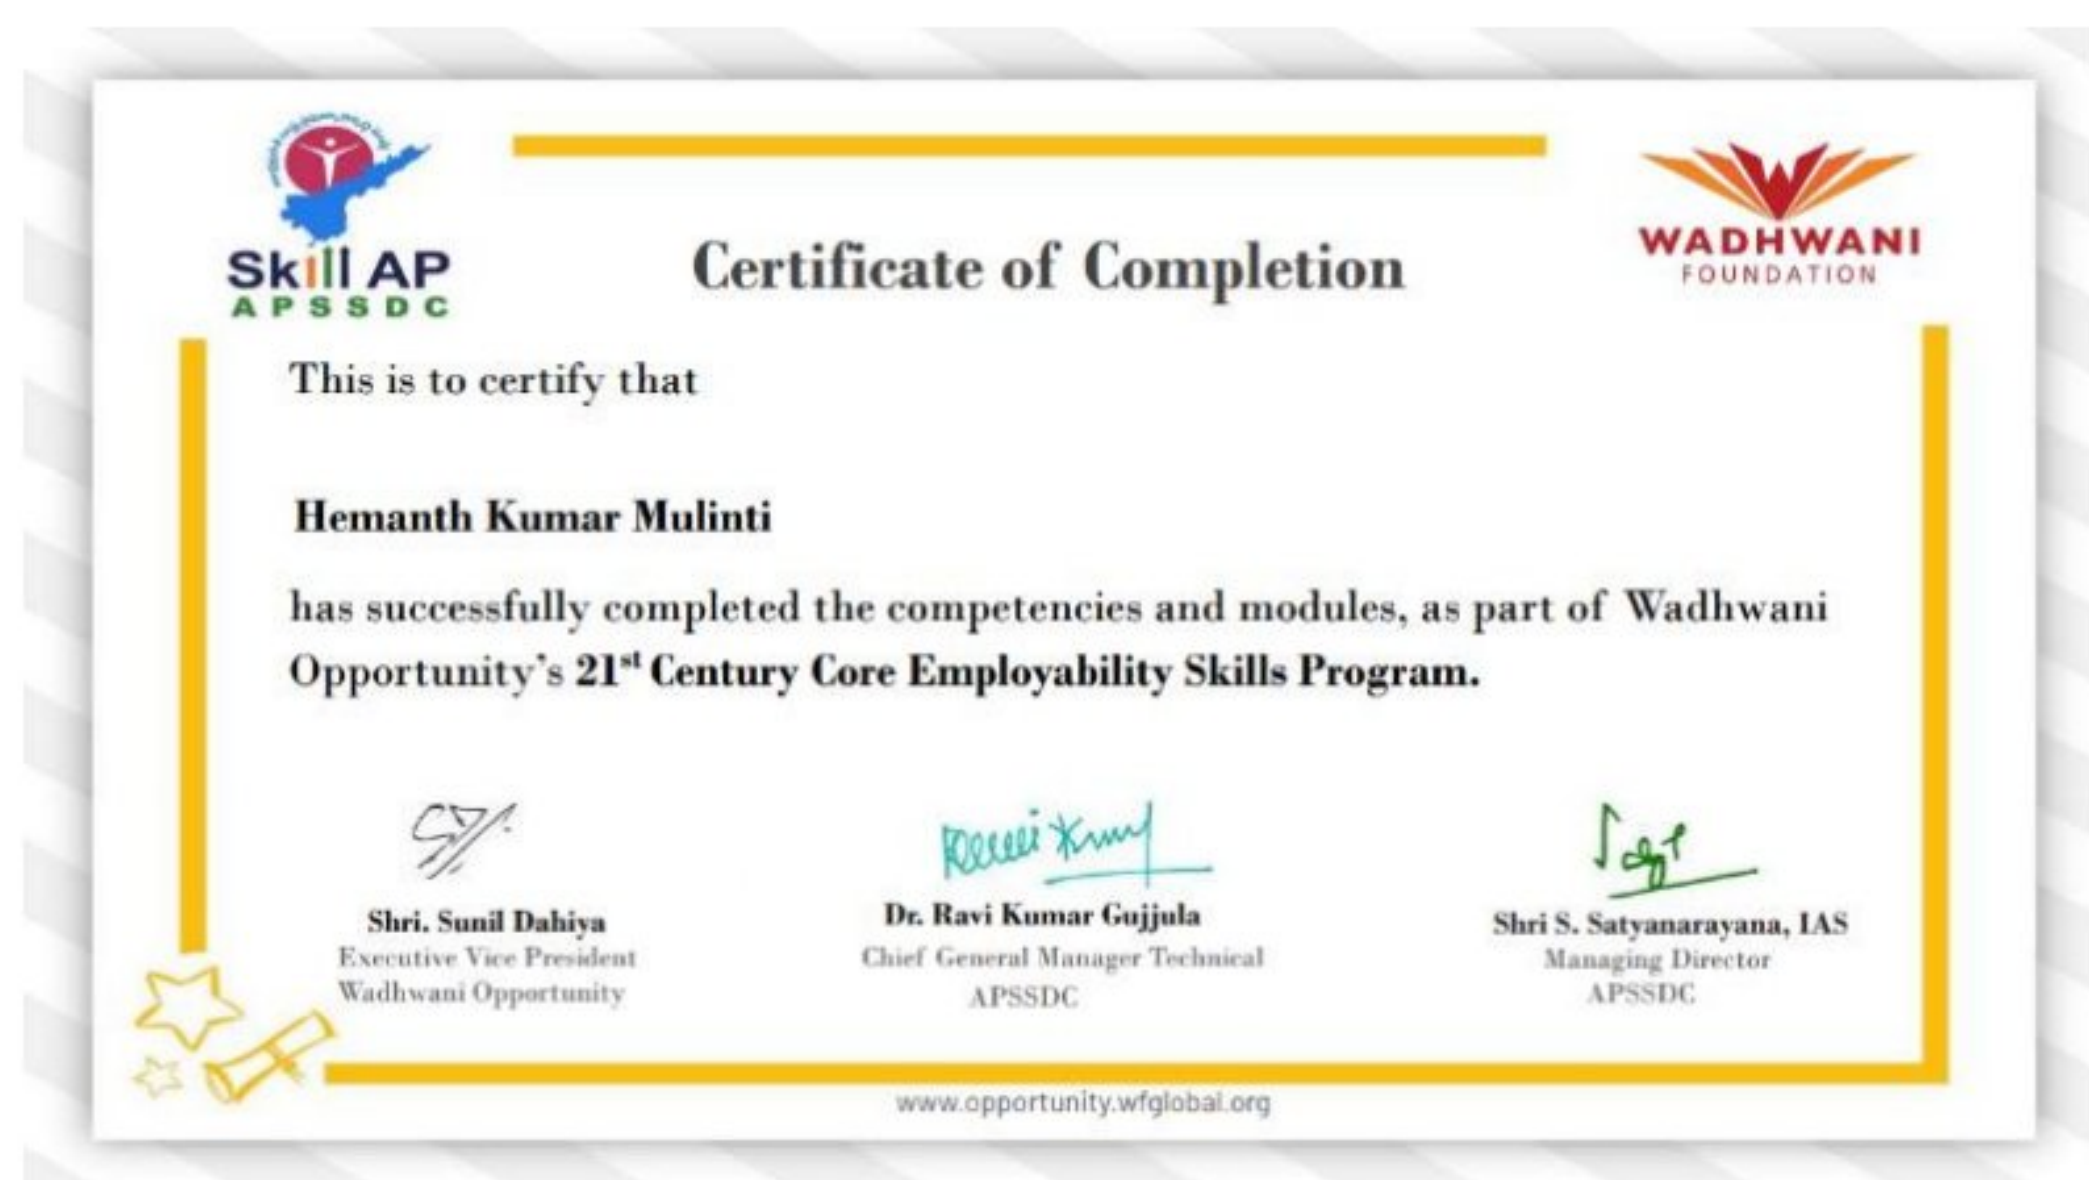 Skill AP
APSSDC
WADHWANI
FOUNDATION
Certificate of Completion
This is to certify that
Hemanth Kumar Mulinti
has successfully completed the competencies and modules, as part of Wadhwani
Opportunity's 21st Century Core Employability Skills Program.
Shri. Sunil Dahiya
Executive Vice President
Wadhwani Opportunity
Dr. Ravi Kumar Gujjula
Chief General Manager Technical
APSSDC
Shri S. Satyanarayana, IAS
Managing Director
APSSDC
www.opportunity.wfglobal.org